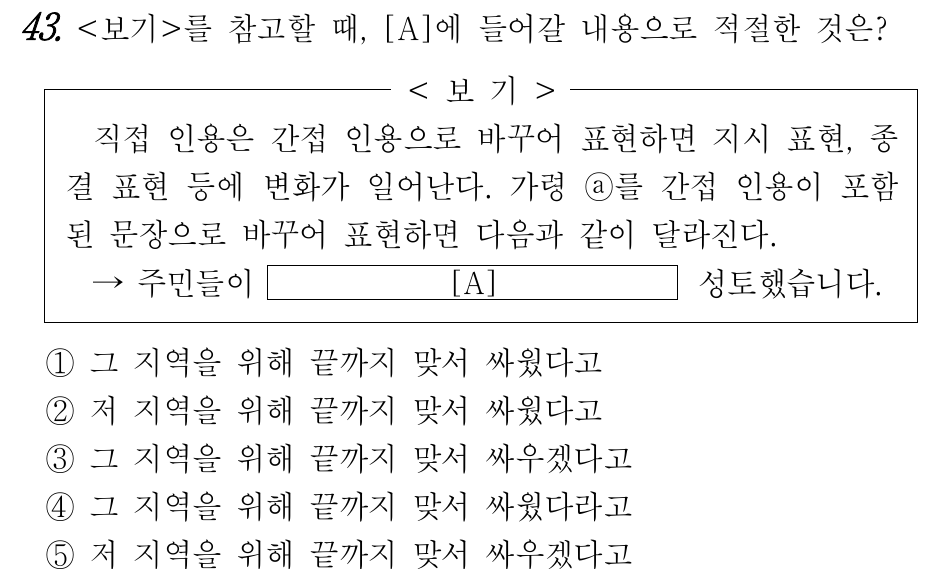 43. <보기>를 참고할 때, [A]에 들어갈 내용으로 적절한 것은?
< 보 기 >
직접 인용은 간접 인용으로 바꾸어 표현하면 지시 표현, 종
결 표현 등에 변화가 일어난다. 가령 ⓐ를 간접 인용이 포함
된 문장으로 바꾸어 표현하면 다음과 같이 달라진다.
→ 주민들이 [A] 성토했습니다.
① 그 지역을 위해 끝까지 맞서 싸웠다고
② 저 지역을 위해 끝까지 맞서 싸웠다고
③ 그 지역을 위해 끝까지 맞서 싸우겠다고
④ 그 지역을 위해 끝까지 맞서 싸웠다라고
⑤ 저 지역을 위해 끝까지 맞서 싸우겠다고